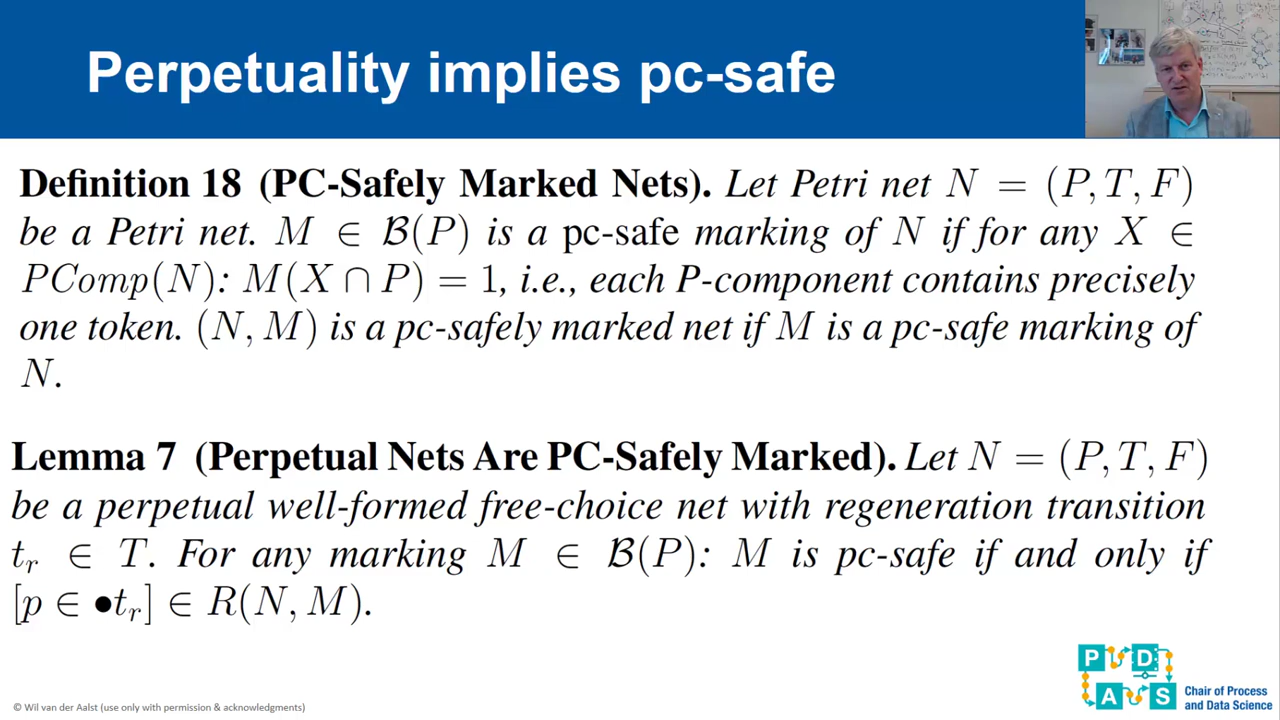 Perpetuality implies pc-safe
Definition 18 (PC-Safely Marked Nets). Let Petri net N = (P, T, F)
be a Petri net. M ∈ ℬ(P) is a pc-safe marking of N if for any X ∈
PComp(N): M(X ∩ P) = 1, i.e., each P-component contains precisely
one token. (N, M) is a pc-safely marked net if M is a pc-safe marking of
N.
Lemma 7 (Perpetual Nets Are PC-Safely Marked). Let N = (P, T, F)
be a perpetual well-formed free-choice net with regeneration transition
tᵣ ∈ T. For any marking M ∈ ℬ(P): M is pc-safe if and only if
[p ∈ •tᵣ] ∈ R(N, M).
P D
A S
Chair of Process
and Data Science
© Wil van der Aalst (use only with permission & acknowledgments)